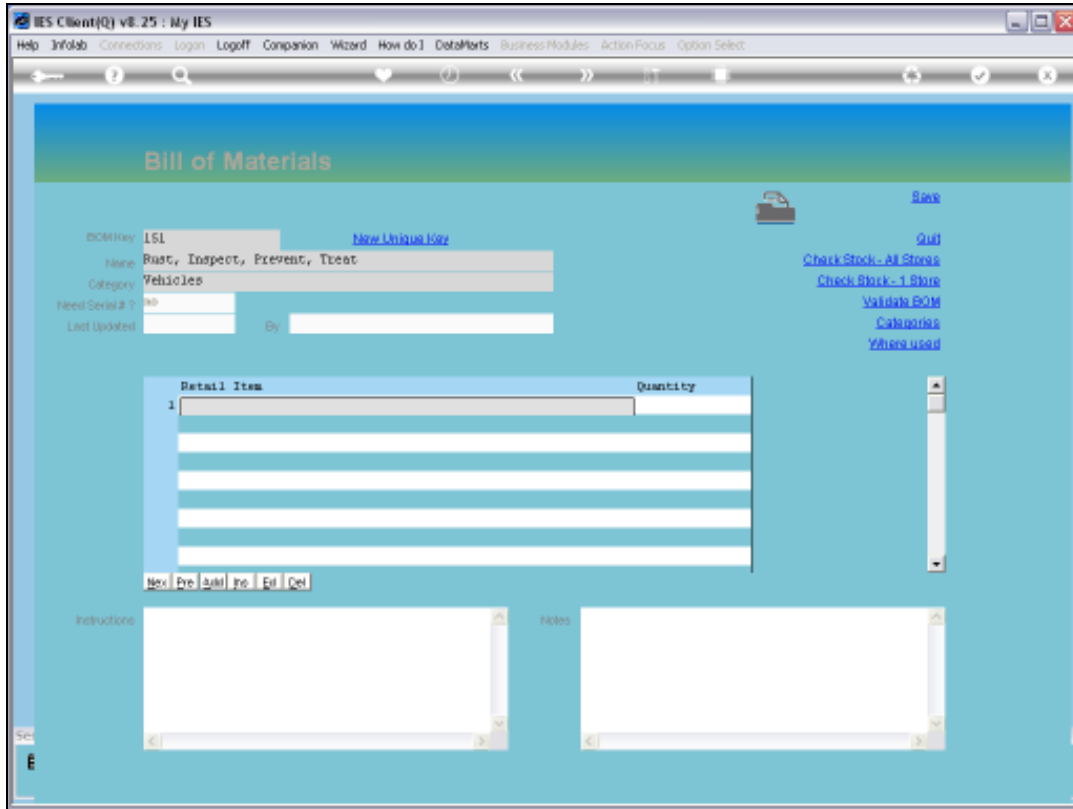 IES Client(Q) v8.25 : My IES
Help Infolab Connections Logon Logoff Companion Wizard How do I DataMarts Business Modules Action Focus Option Select
Bill of Materials
Save
BOM Key 151 New Unique Key Quit
Name Rust, Inspect, Prevent, Treat Check Stock - All Stores
Category Vehicles Check Stock - 1 Store
Need Serial # ? no Validate BOM
Last Updated By Categories
Where used
Retail Item Quantity
1
Nex Pre Add Ins Ed Del
Instructions Notes